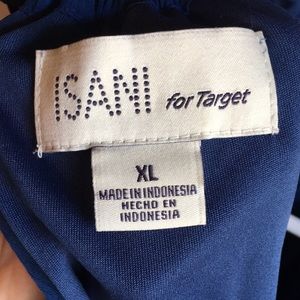 ISANI for Target
XL
MADE IN INDONESIA
HECHO EN
INDONESIA